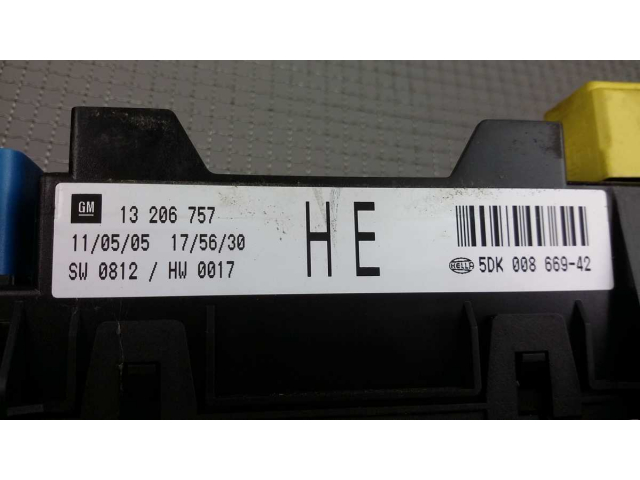 GM 13 206 757
11/05/05 17/56/30
SW 0812 / HW 0017
HE
HELLA 5DK 008 669-42